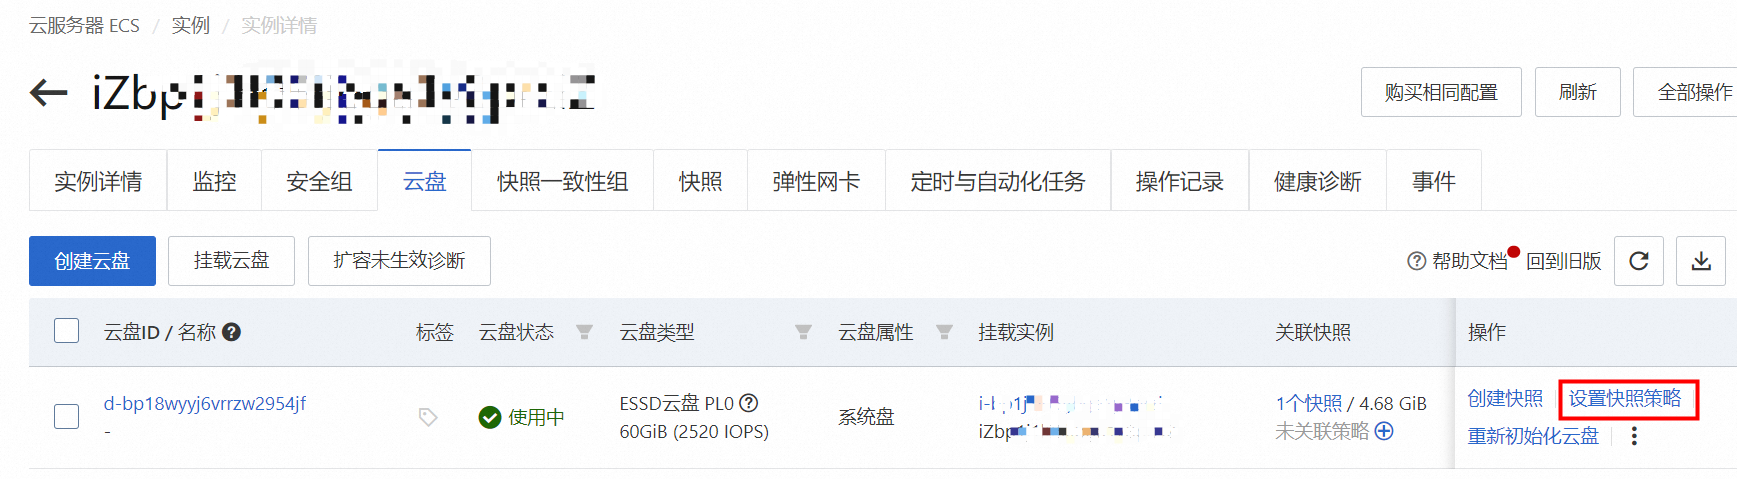 云服务器 ECS / 实例 / 实例详情
购买相同配置 刷新 全部操作
实例详情 监控 安全组 云盘 快照一致性组 快照 弹性网卡 定时与自动化任务 操作记录 健康诊断 事件
创建云盘 挂载云盘 扩容未生效诊断 帮助文档 回到旧版
云盘ID / 名称 标签 云盘状态 云盘类型 云盘属性 挂载实例 关联快照 操作
d-bp18wyyj6vrrzw2954jf 使用中 ESSD云盘 PL0 系统盘 1个快照 / 4.68 GiB 创建快照 设置快照策略
- 60GiB (2520 IOPS) 未关联策略 重新初始化云盘